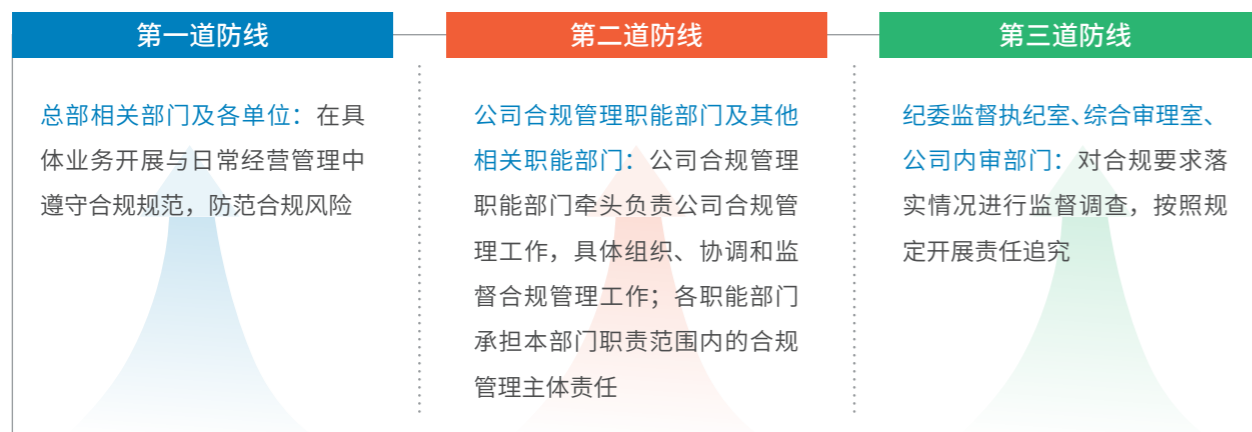 第一道防线
总部相关部门及各单位：在具
体业务开展与日常经营管理中
遵守合规规范，防范合规风险
第二道防线
公司合规管理职能部门及其他
相关职能部门：公司合规管理
职能部门牵头负责公司合规管
理工作，具体组织、协调和监
督合规管理工作；各职能部门
承担本部门职责范围内的合规
管理主体责任
第三道防线
纪委监督执纪室、综合审理室、
公司内审部门：对合规要求落
实情况进行监督调查，按照规
定开展责任追究